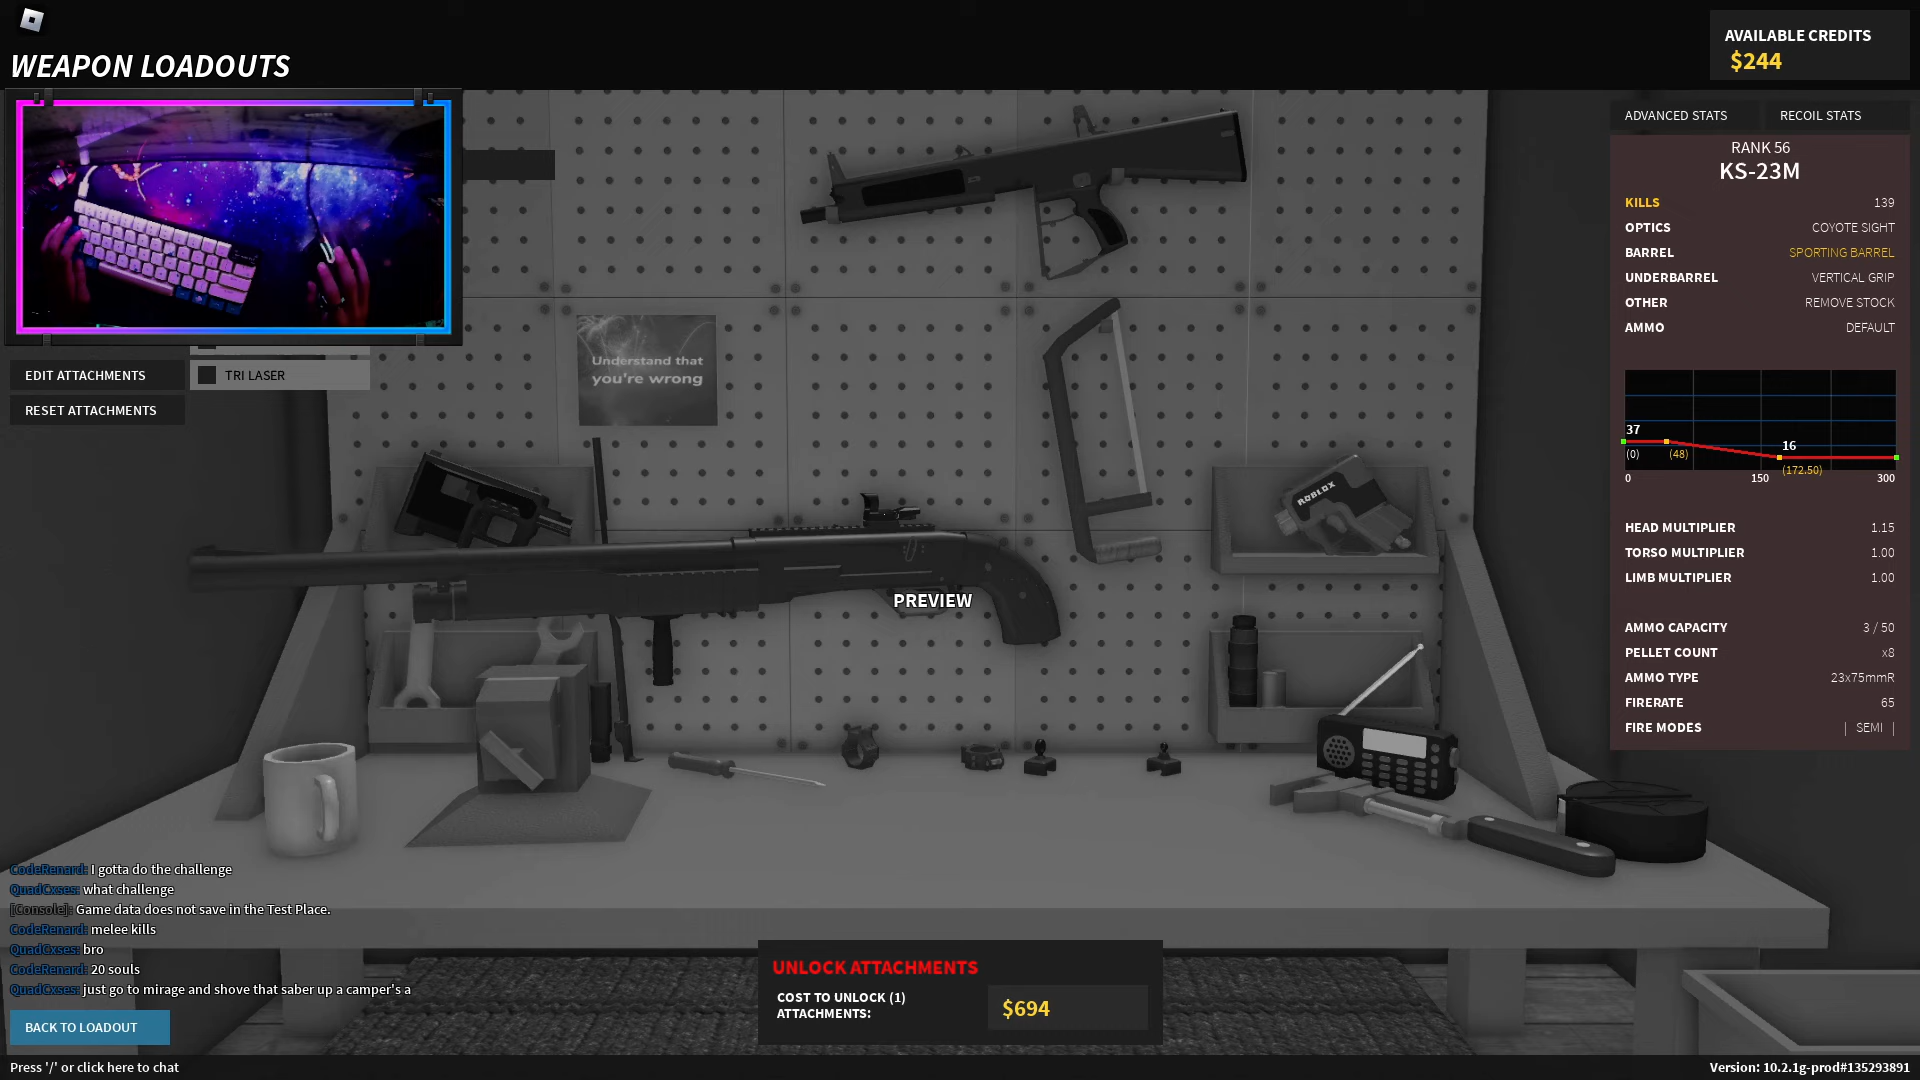 WEAPON LOADOUTS
AVAILABLE CREDITS
$244
ADVANCED STATS
RECOIL STATS
RANK 56
KS-23M
KILLS 139
OPTICS COYOTE SIGHT
BARREL SPORTING BARREL
UNDERBARREL VERTICAL GRIP
OTHER REMOVE STOCK
AMMO DEFAULT
Understand that
you're wrong
EDIT ATTACHMENTS
TRI LASER
RESET ATTACHMENTS
37
(0)
(48)
16
(172.50)
0 150 300
ROBLOX
PREVIEW
HEAD MULTIPLIER 1.15
TORSO MULTIPLIER 1.00
LIMB MULTIPLIER 1.00
AMMO CAPACITY 3 / 50
PELLET COUNT x8
AMMO TYPE 23x75mmR
FIRERATE 65
FIRE MODES | SEMI |
CodeRenard: I gotta do the challenge
QuadCxses: what challenge
[Console]: Game data does not save in the Test Place.
CodeRenard: melee kills
QuadCxses: bro
CodeRenard: 20 souls
QuadCxses: just go to mirage and shove that saber up a camper's a
UNLOCK ATTACHMENTS
COST TO UNLOCK (1)
ATTACHMENTS:
$694
BACK TO LOADOUT
Press '/' or click here to chat
Version: 10.2.1g-prod#135293891